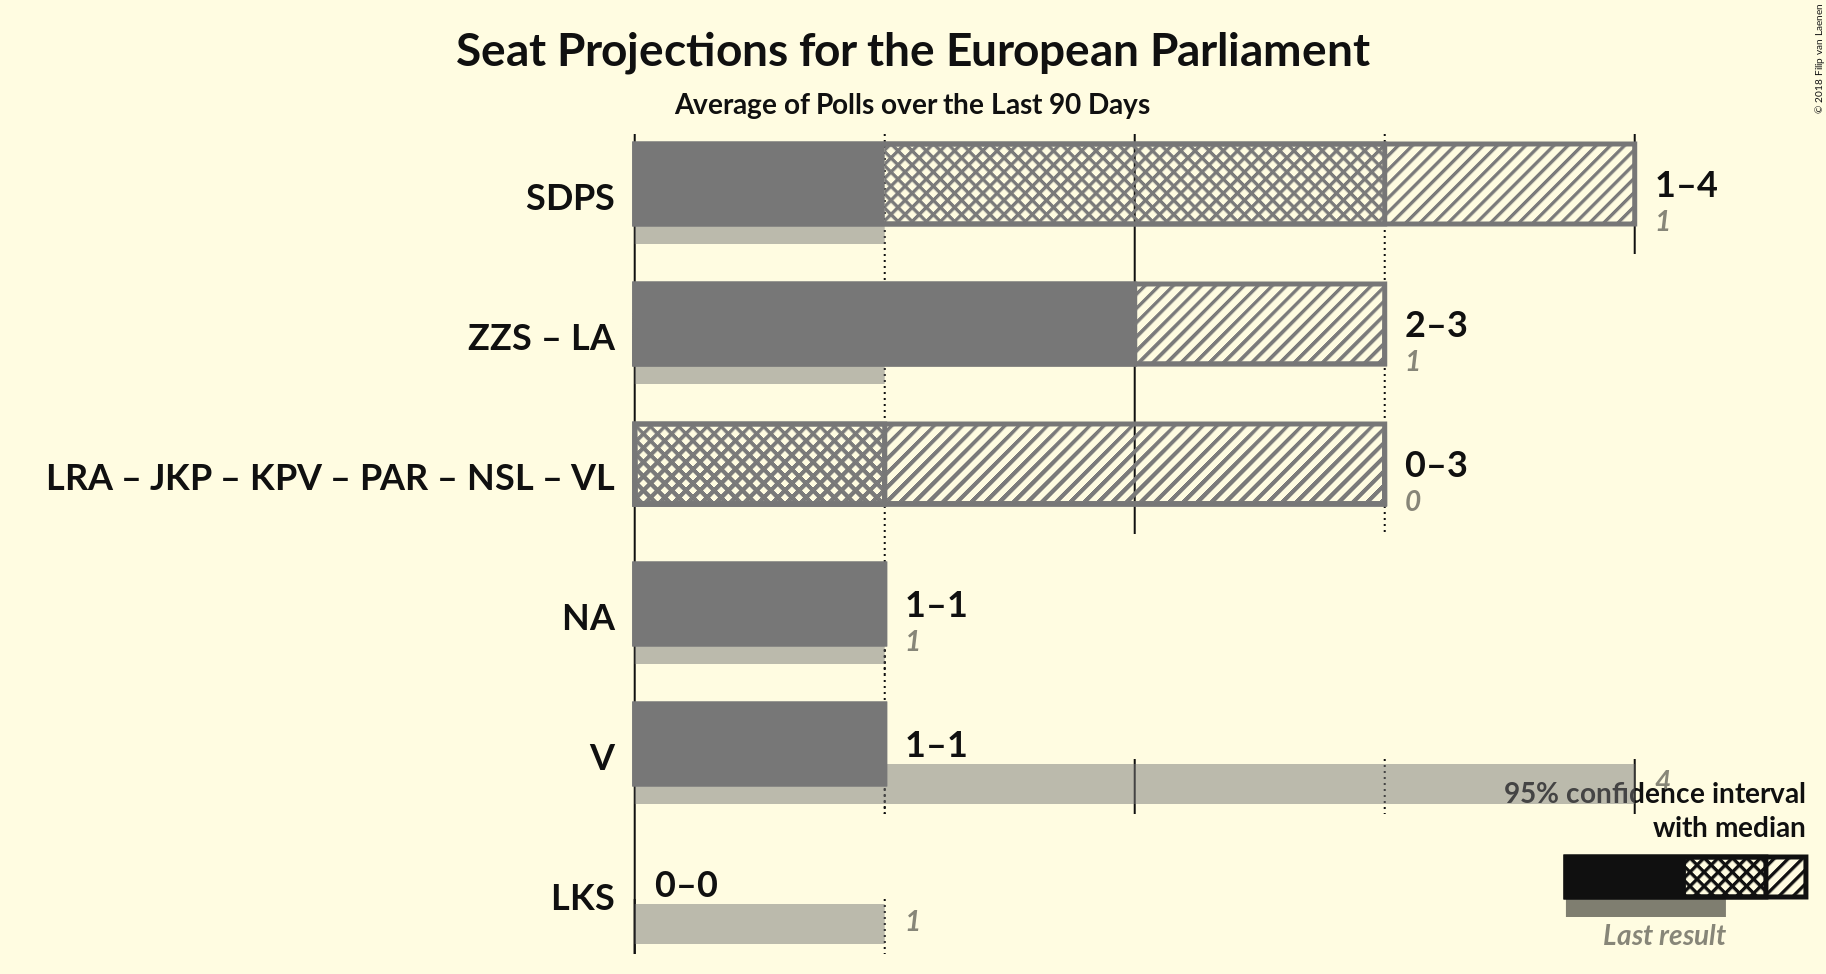 Seat Projections for the European Parliament
Average of Polls over the Last 90 Days
© 2018 Filip van Laenen
SDPS
1–4
1
ZZS – LA
2–3
1
LRA – JKP – KPV – PAR – NSL – VL
0–3
0
NA
1–1
1
V
1–1
4
95% confidence interval
with median
Last result
LKS
0–0
1